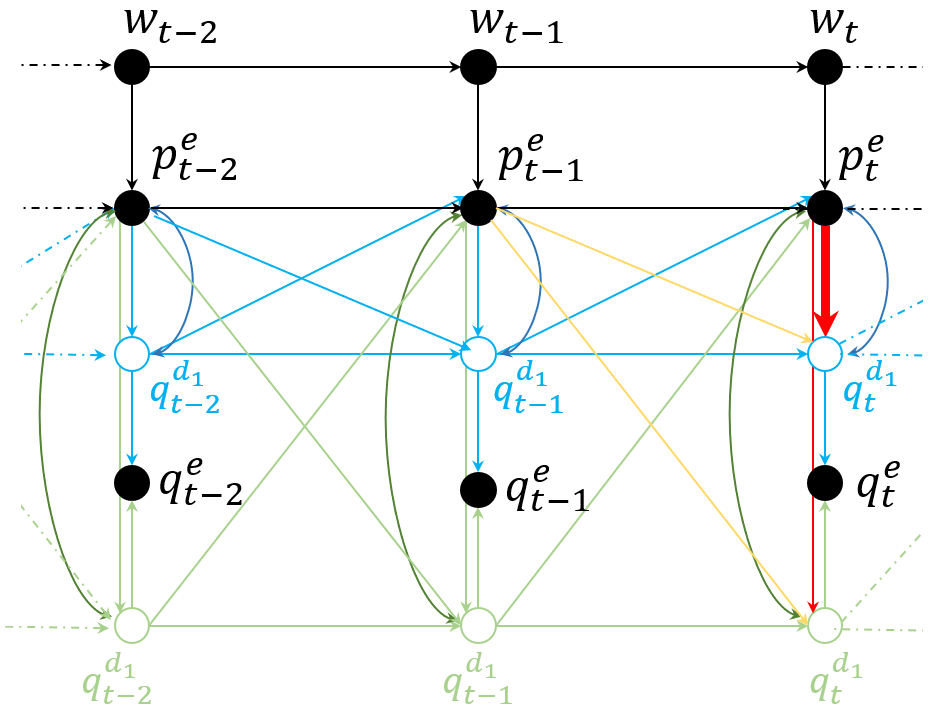 w_{t−2} w_{t−1} w_t
p^e_{t−2} p^e_{t−1} p^e_t
q^{d_1}_{t−2} q^{d_1}_{t−1} q^{d_1}_t
q^e_{t−2} q^e_{t−1} q^e_t
q^{d_1}_{t−2} q^{d_1}_{t−1} q^{d_1}_t